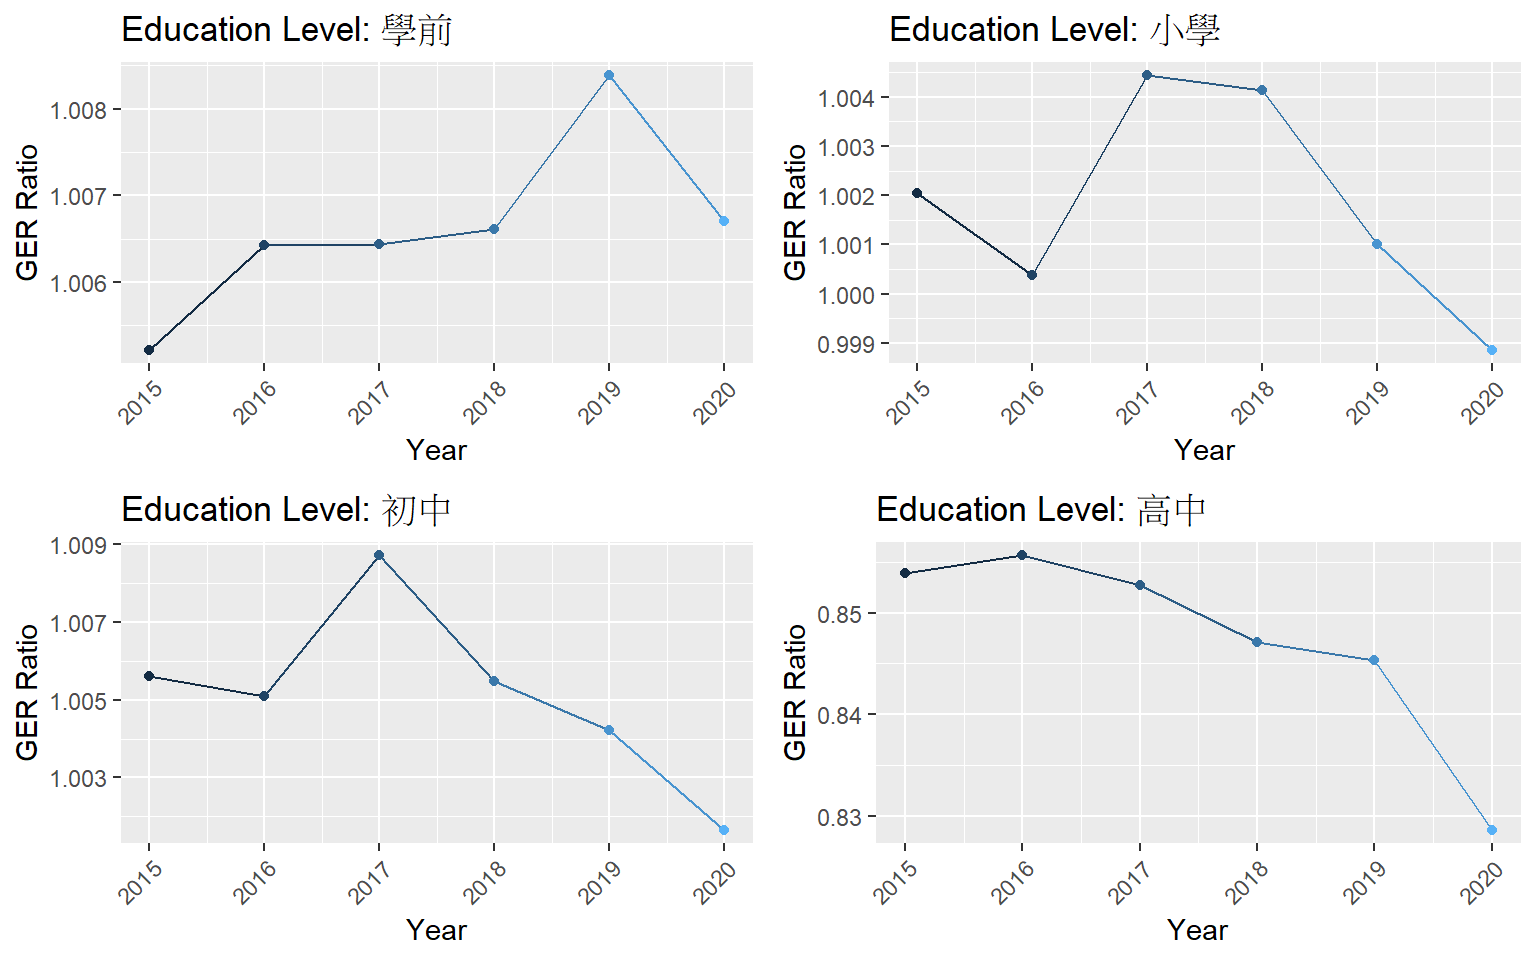 Education Level: 學前
GER Ratio
1.008
1.007
1.006
2015 2016 2017 2018 2019 2020
Year
Education Level: 小學
GER Ratio
1.004
1.003
1.002
1.001
1.000
0.999
2015 2016 2017 2018 2019 2020
Year
Education Level: 初中
GER Ratio
1.009
1.007
1.005
1.003
2015 2016 2017 2018 2019 2020
Year
Education Level: 高中
GER Ratio
0.85
0.84
0.83
2015 2016 2017 2018 2019 2020
Year